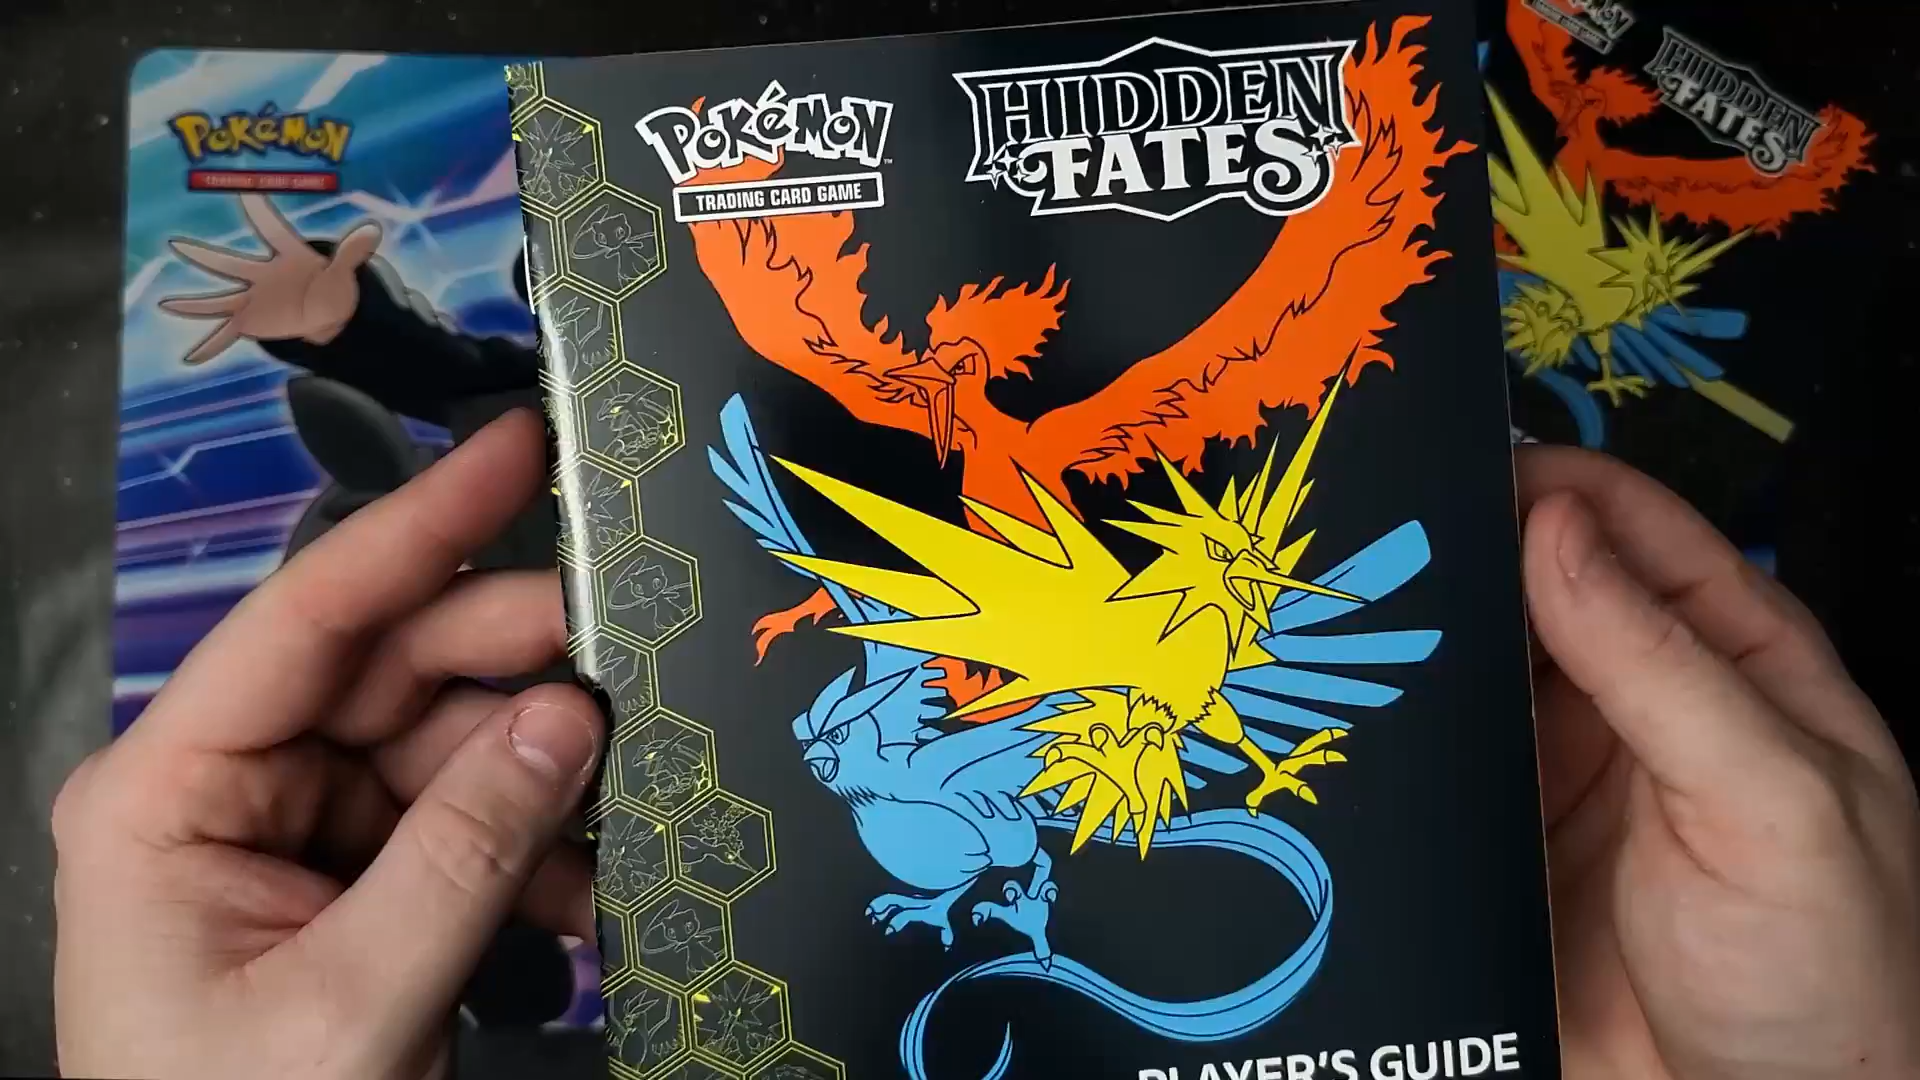 Pokémon
TRADING CARD GAME
Pokémon
TRADING CARD GAME
HIDDEN
FATES
HIDDEN
FATES
PLAYER'S GUIDE